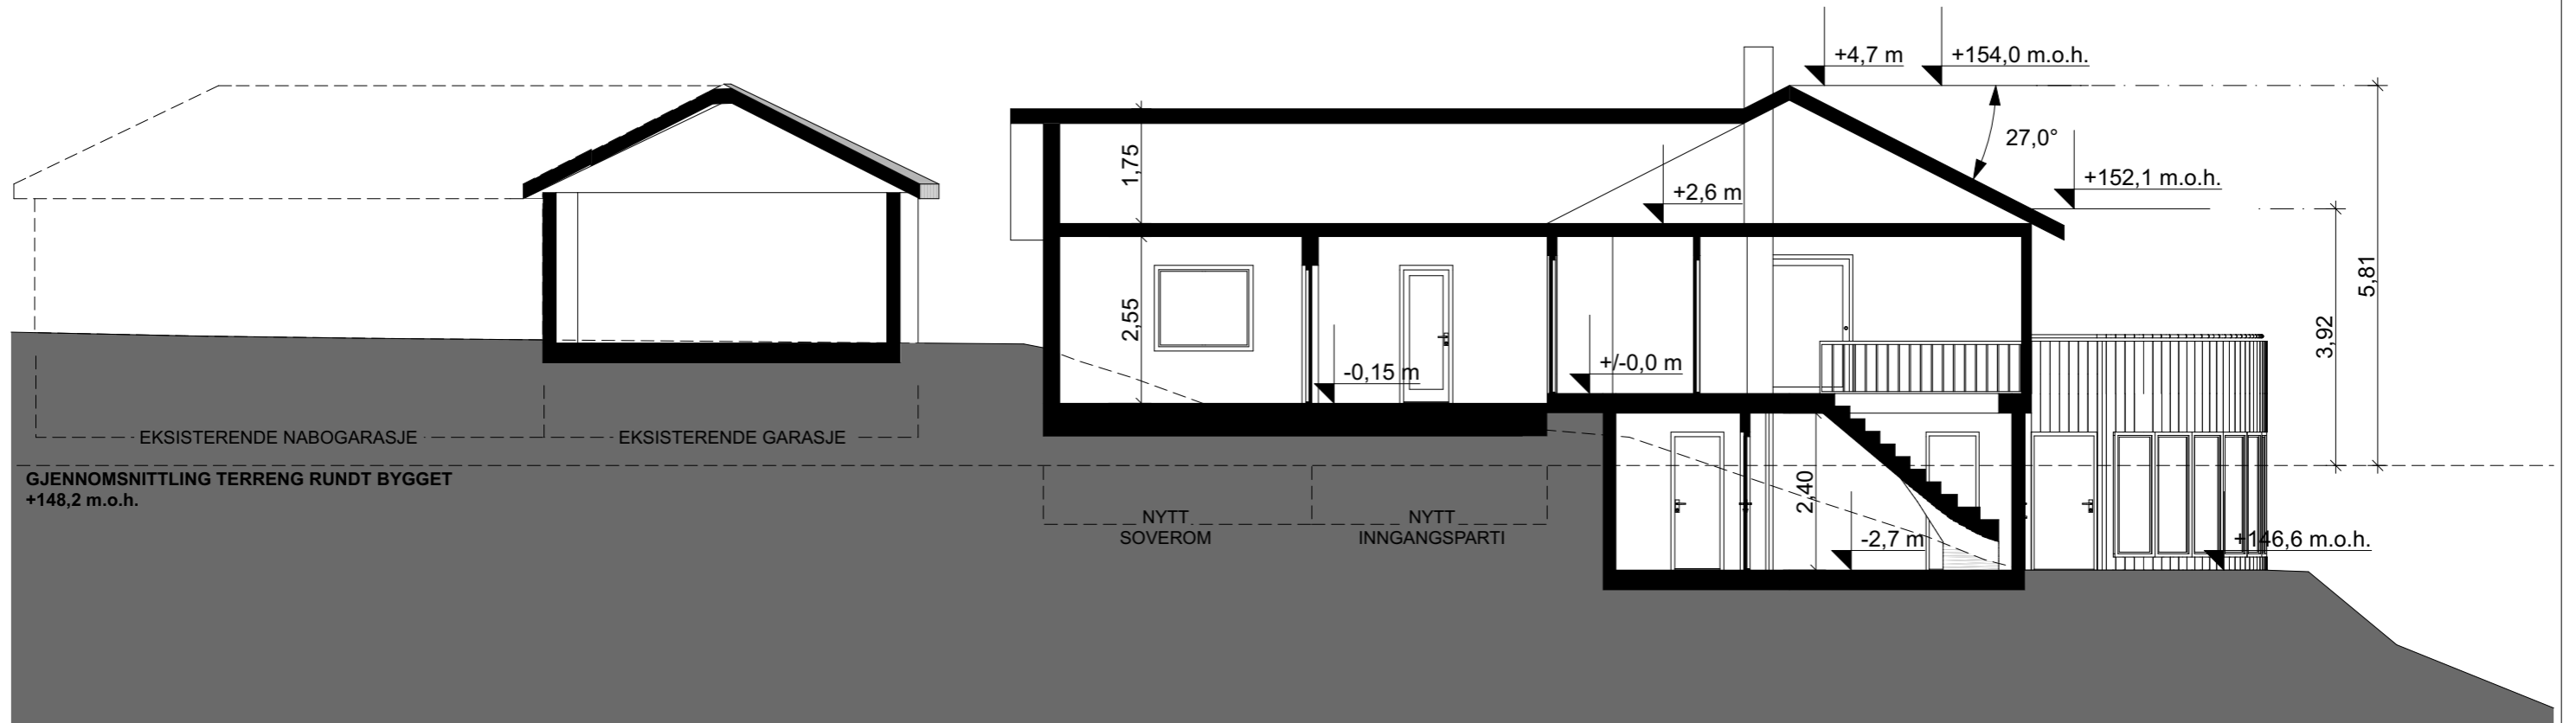 +4,7 m
+154,0 m.o.h.
27,0°
1,75
+2,6 m
+152,1 m.o.h.
5,81
2,55
3,92
-0,15 m
+/-0,0 m
EKSISTERENDE NABOGARASJE
EKSISTERENDE GARASJE
GJENNOMSNITTLING TERRENG RUNDT BYGGET
+148,2 m.o.h.
2,40
NYTT
SOVEROM
NYTT
INNGANGSPARTI
-2,7 m
+146,6 m.o.h.